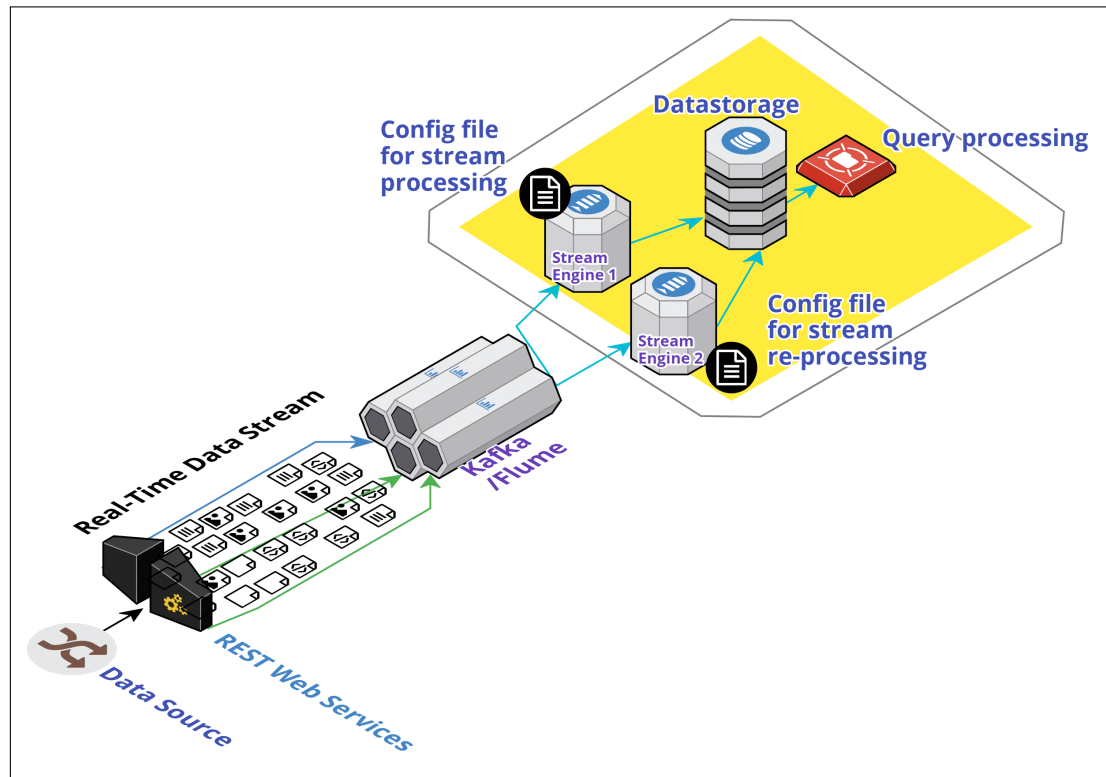 Datastorage
Config file
for stream
processing
Query processing
Stream
Engine 1
Config file
for stream
re-processing
Stream
Engine 2
Real-Time Data Stream
Kafka
/Flume
REST Web Services
Data Source